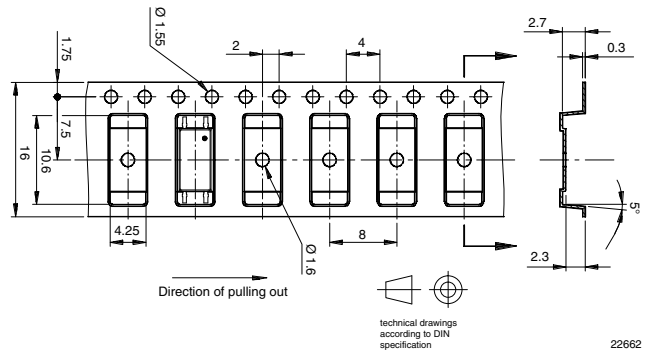 2.7
Ø 1.55
2
4
0.3
1.75
7.5
16
10.6
4.25
Ø 1.6
8
5°
2.3
Direction of pulling out
technical drawings
according to DIN
specification
22662